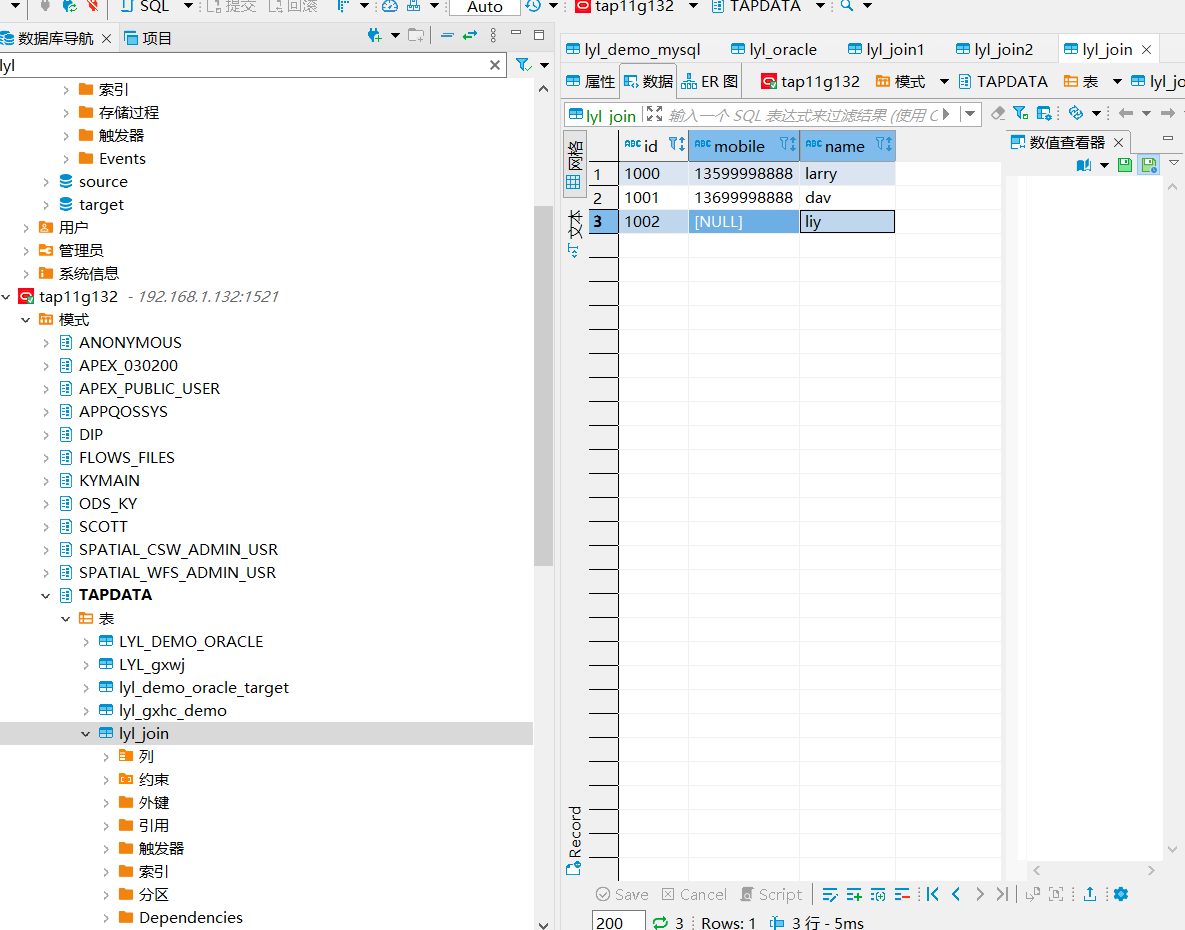 SQL 提交 回滚 Auto tap11g132 TAPDATA
数据库导航 项目
lyl
索引
存储过程
触发器
Events
source
target
用户
管理员
系统信息
tap11g132 - 192.168.1.132:1521
模式
ANONYMOUS
APEX_030200
APEX_PUBLIC_USER
APPQOSSYS
DIP
FLOWS_FILES
KYMAIN
ODS_KY
SCOTT
SPATIAL_CSW_ADMIN_USR
SPATIAL_WFS_ADMIN_USR
TAPDATA
表
LYL_DEMO_ORACLE
LYL_gxwj
lyl_demo_oracle_target
lyl_gxhc_demo
lyl_join
列
约束
外键
引用
触发器
索引
分区
Dependencies
lyl_demo_mysql lyl_oracle lyl_join1 lyl_join2 lyl_join
属性 数据 ER 图 tap11g132 模式 TAPDATA 表 lyl_jo
lyl_join 输入一个 SQL 表达式来过滤结果 (使用 C
网格
文本
Record
ABC id ABC mobile ABC name
1 1000 13599998888 larry
2 1001 13699998888 dav
3 1002 [NULL] liy
数值查看器
Save Cancel Script
200 3 Rows: 1 3 行 - 5ms